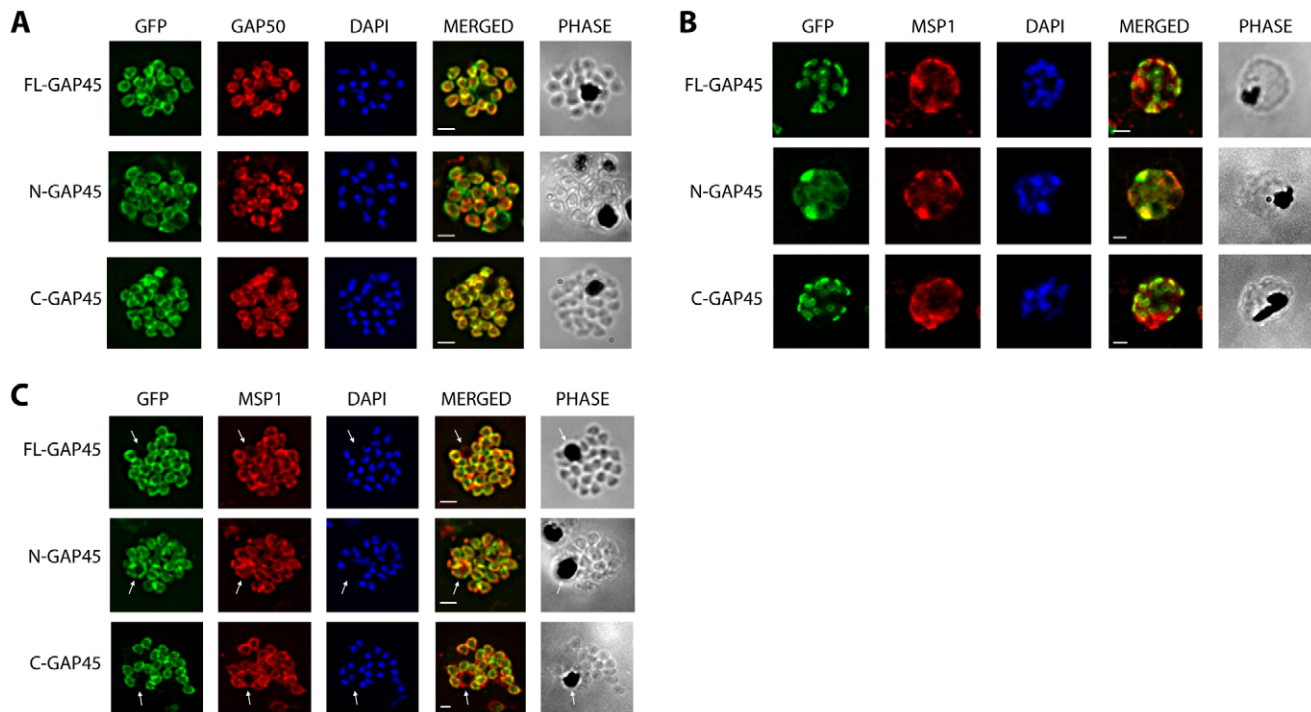 A
GFP GAP50 DAPI MERGED PHASE
FL-GAP45
N-GAP45
C-GAP45
B
GFP MSP1 DAPI MERGED PHASE
FL-GAP45
N-GAP45
C-GAP45
C
GFP MSP1 DAPI MERGED PHASE
FL-GAP45
N-GAP45
C-GAP45